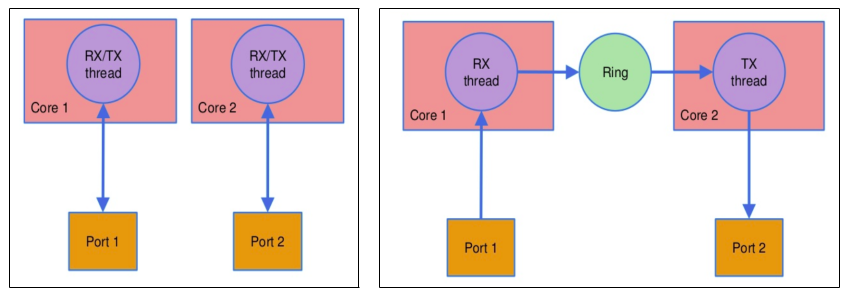 RX/TX
thread
Core 1
RX/TX
thread
Core 2
Port 1
Port 2
RX
thread
Core 1
Ring
TX
thread
Core 2
Port 1
Port 2